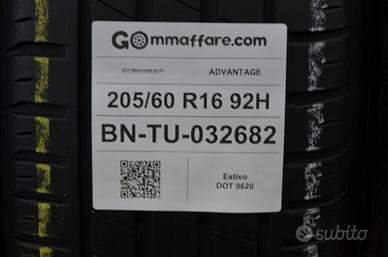 GOmmaffare.com
ADVANTAGE
205/60 R16 92H
BN-TU-032682
Estivo
DOT 0620
subito